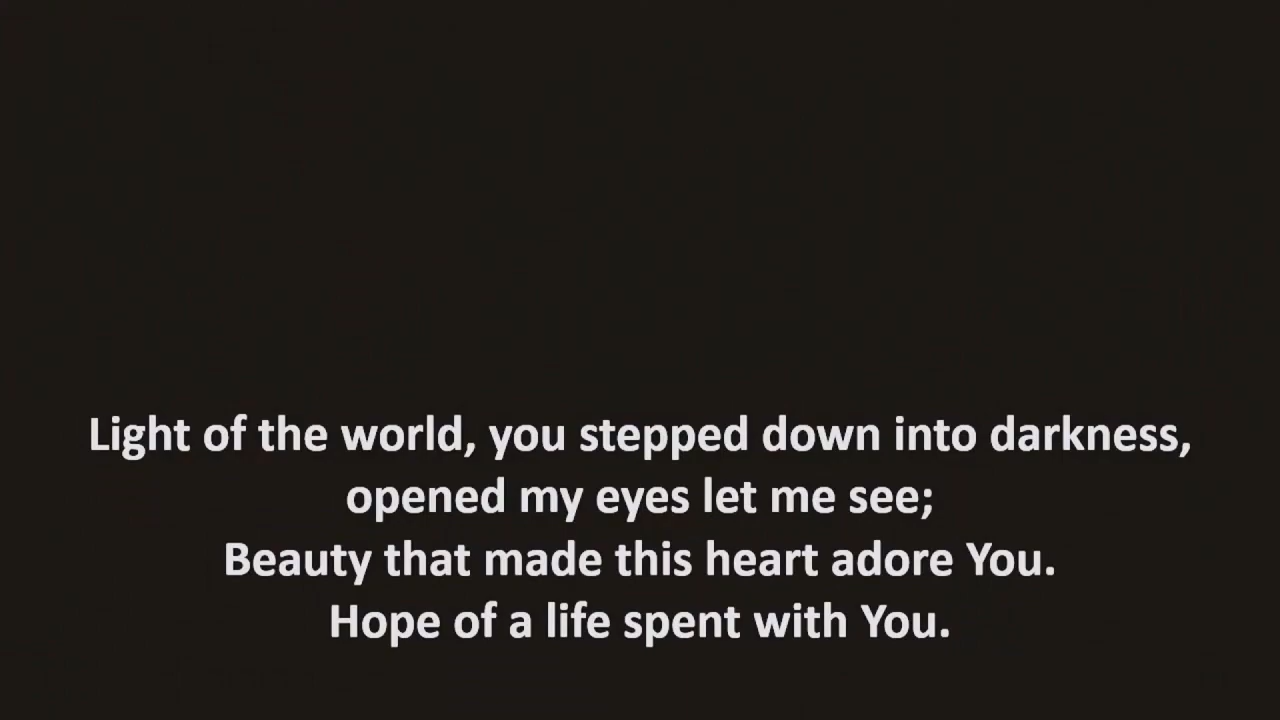 Light of the world, you stepped down into darkness,
opened my eyes let me see;
Beauty that made this heart adore You.
Hope of a life spent with You.